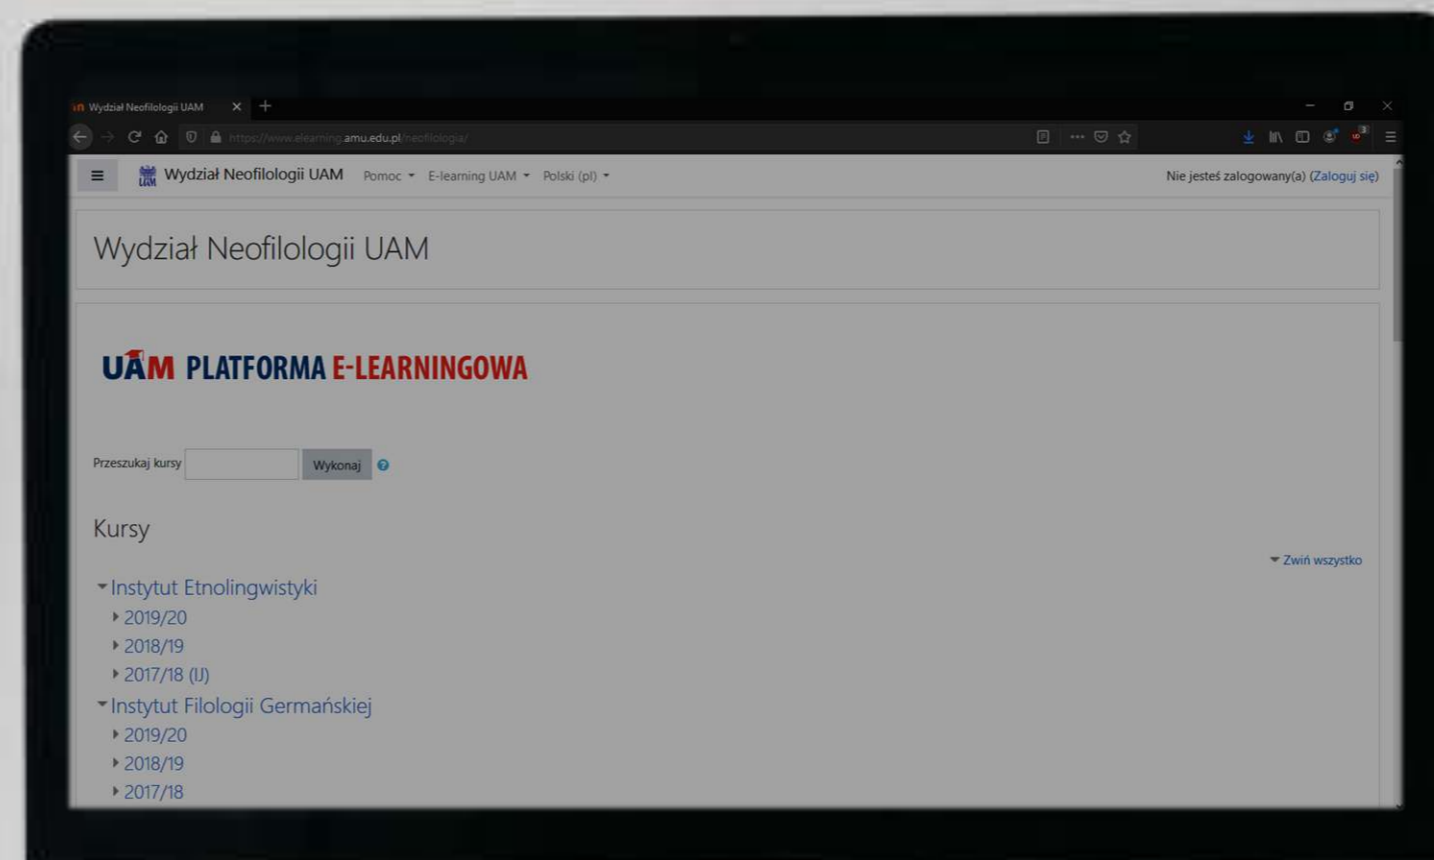 Wydział Neofilologii UAM
https://www.elearning.amu.edu.pl/neofilologia/
3
UAM Wydział Neofilologii UAM Pomoc E-learning UAM Polski (pl) Nie jesteś zalogowany(a) (Zaloguj się)
Wydział Neofilologii UAM
UAM PLATFORMA E-LEARNINGOWA
Przeszukaj kursy Wykonaj
Kursy
Zwiń wszystko
Instytut Etnolingwistyki
2019/20
2018/19
2017/18 (IJ)
Instytut Filologii Germańskiej
2019/20
2018/19
2017/18